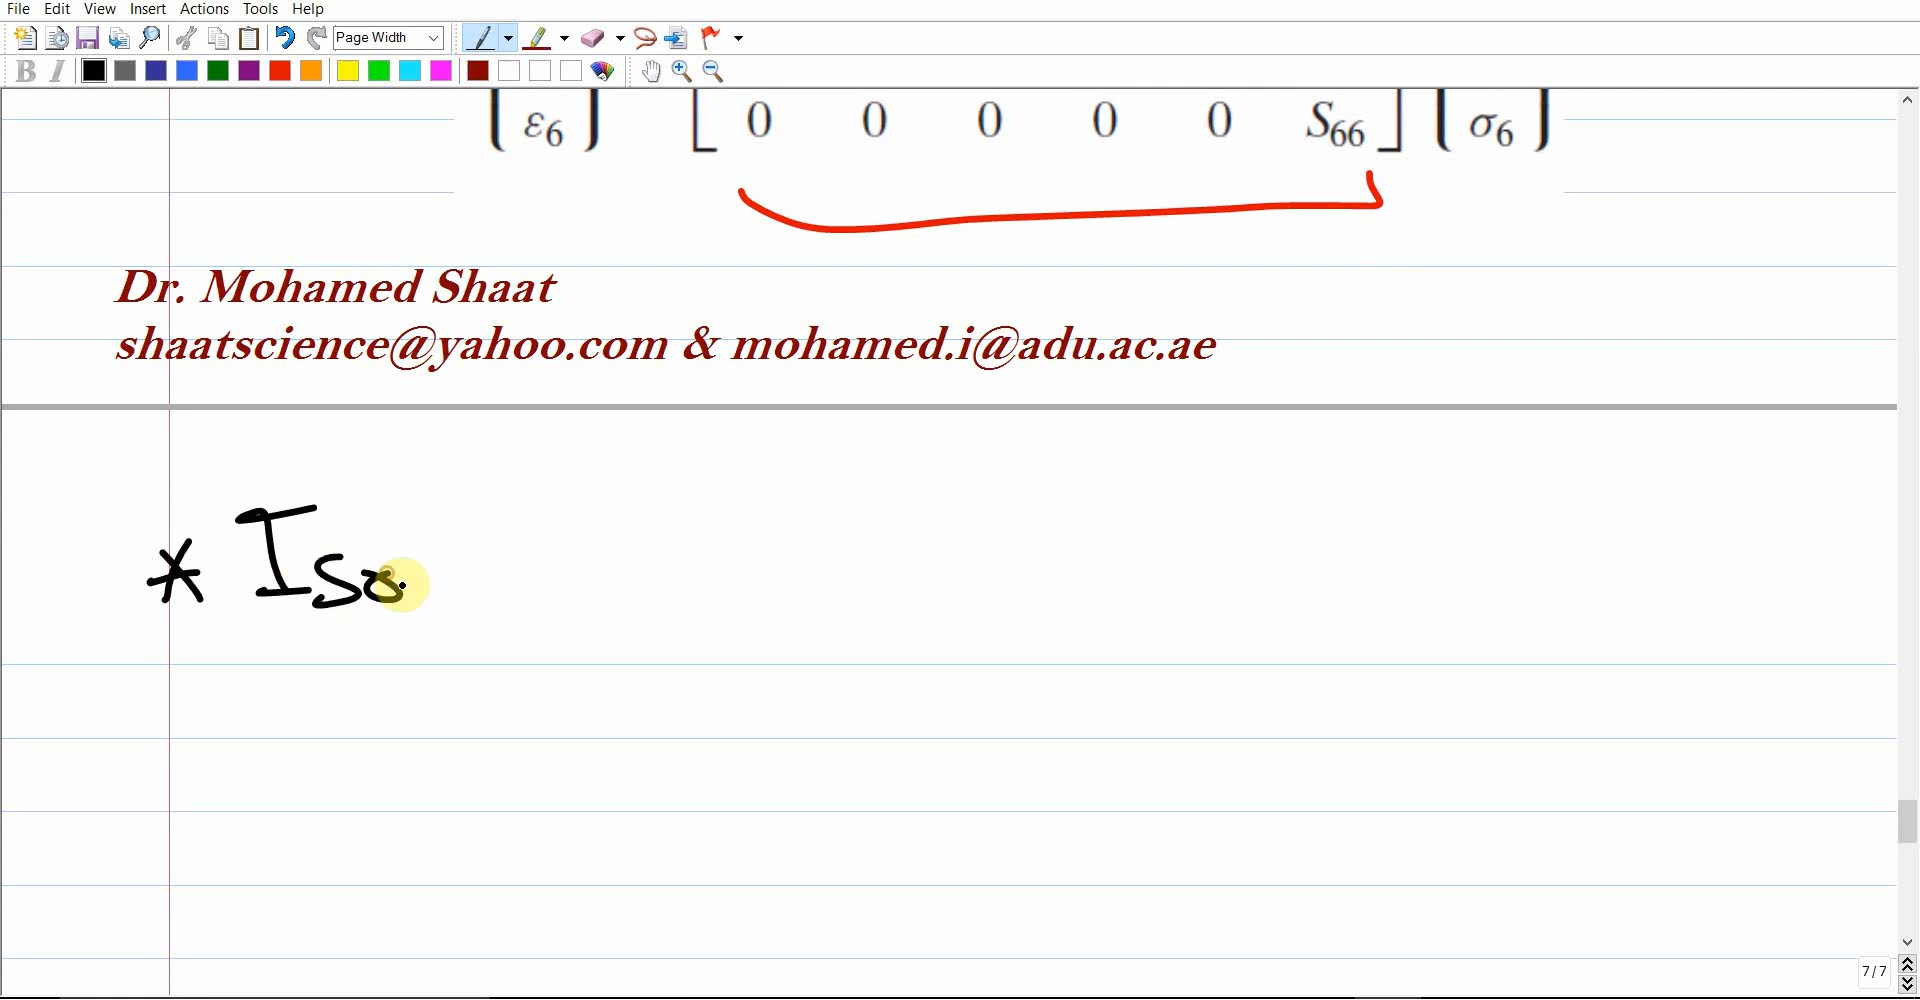 File Edit View Insert Actions Tools Help
Page Width
B I
ε6 0 0 0 0 0 S66 σ6
Dr. Mohamed Shaat
shaatscience@yahoo.com & mohamed.i@adu.ac.ae
* Iso
7/7